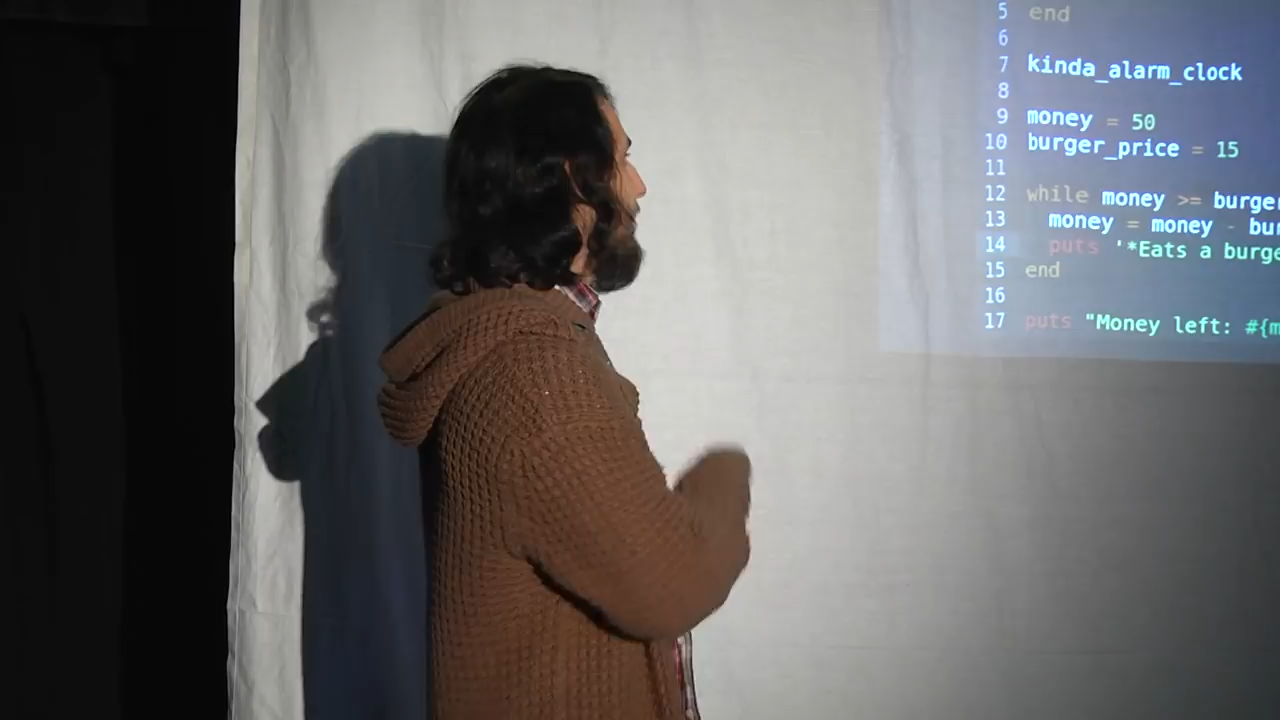 5 end
6
7 kinda_alarm_clock
8
9 money = 50
10 burger_price = 15
11
12 while money >= burger
13 money = money - bur
14 puts '*Eats a burge
15 end
16
17 puts "Money left: #{m